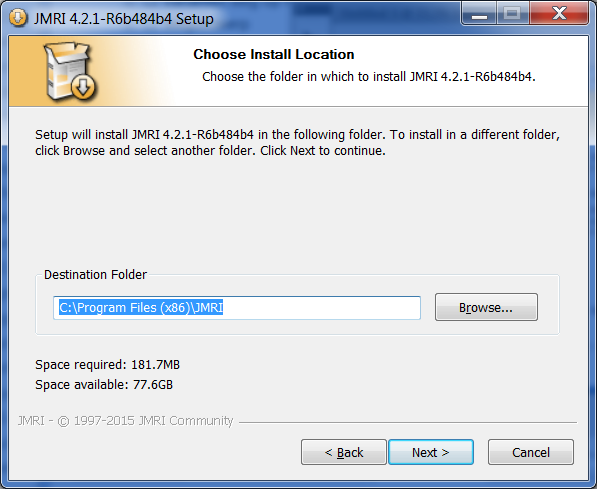 JMRI 4.2.1-R6b484b4 Setup
Choose Install Location
Choose the folder in which to install JMRI 4.2.1-R6b484b4.
Setup will install JMRI 4.2.1-R6b484b4 in the following folder. To install in a different folder,
click Browse and select another folder. Click Next to continue.
Destination Folder
C:\Program Files (x86)\JMRI
Browse...
Space required: 181.7MB
Space available: 77.6GB
JMRI - © 1997-2015 JMRI Community
< Back
Next >
Cancel